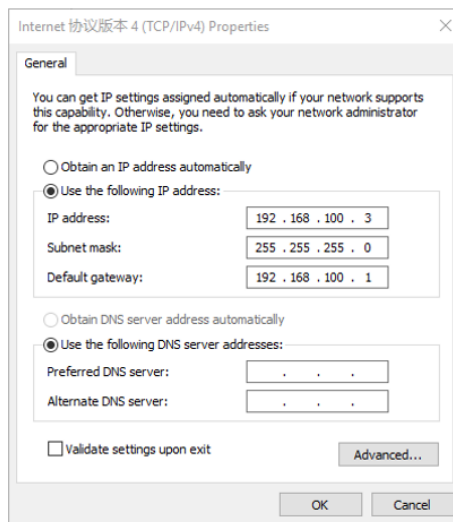 Internet 协议版本 4 (TCP/IPv4) Properties
General
You can get IP settings assigned automatically if your network supports
this capability. Otherwise, you need to ask your network administrator
for the appropriate IP settings.
Obtain an IP address automatically
Use the following IP address:
IP address: 192 . 168 . 100 . 3
Subnet mask: 255 . 255 . 255 . 0
Default gateway: 192 . 168 . 100 . 1
Obtain DNS server address automatically
Use the following DNS server addresses:
Preferred DNS server: . . .
Alternate DNS server: . . .
Validate settings upon exit
Advanced...
OK Cancel